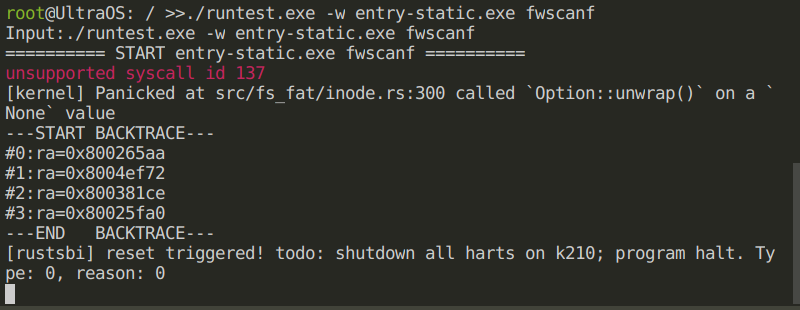 root@UltraOS: / >>./runtest.exe -w entry-static.exe fwscanf
Input:./runtest.exe -w entry-static.exe fwscanf
========== START entry-static.exe fwscanf ==========
unsupported syscall id 137
[kernel] Panicked at src/fs_fat/inode.rs:300 called `Option::unwrap()` on a `
None` value
---START BACKTRACE---
#0:ra=0x800265aa
#1:ra=0x8004ef72
#2:ra=0x800381ce
#3:ra=0x80025fa0
---END   BACKTRACE---
[rustsbi] reset triggered! todo: shutdown all harts on k210; program halt. Ty
pe: 0, reason: 0